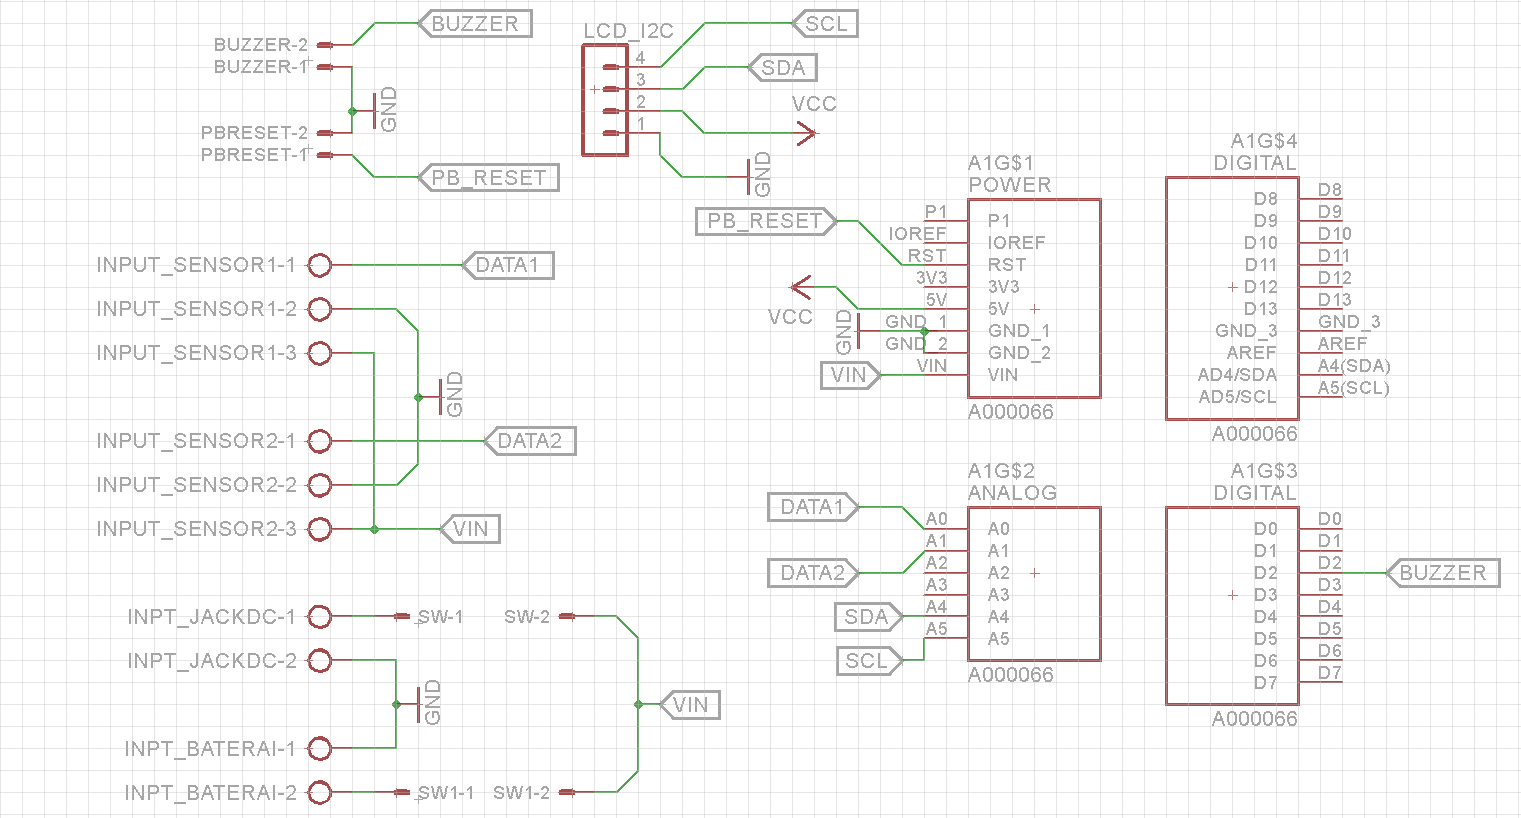 BUZZER-2
BUZZER-1
BUZZER
GND
PBRESET-2
PBRESET-1
PB_RESET
LCD_I2C
4
3
2
1
SCL
SDA
VCC
GND
INPUT_SENSOR1-1
DATA1
INPUT_SENSOR1-2
INPUT_SENSOR1-3
GND
INPUT_SENSOR2-1
DATA2
INPUT_SENSOR2-2
INPUT_SENSOR2-3
VIN
INPT_JACKDC-1
SW-1
SW-2
INPT_JACKDC-2
GND
VIN
INPT_BATERAI-1
INPT_BATERAI-2
SW1-1
SW1-2
A1G$1
POWER
PB_RESET
P1
P1
IOREF
IOREF
RST
RST
3V3
3V3
5V
5V
VCC
GND
GND_1
GND_1
GND_2
GND_2
VIN
VIN
VIN
A000066
A1G$4
DIGITAL
D8
D8
D9
D9
D10
D10
D11
D11
D12
D12
D13
D13
GND_3
GND_3
AREF
AREF
AD4/SDA
A4(SDA)
AD5/SCL
A5(SCL)
A000066
A1G$2
ANALOG
DATA1
A0
A0
A1
A1
DATA2
A2
A2
A3
A3
SDA
A4
A4
SCL
A5
A5
A000066
A1G$3
DIGITAL
D0
D0
D1
D1
D2
D2
BUZZER
D3
D3
D4
D4
D5
D5
D6
D6
D7
D7
A000066